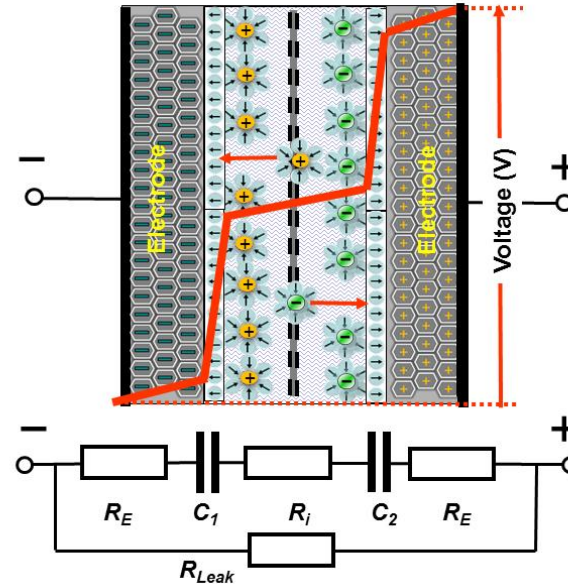 −
+
Electrode
Electrode
Voltage (V)
−
+
R_E C_1 R_i C_2 R_E
R_Leak